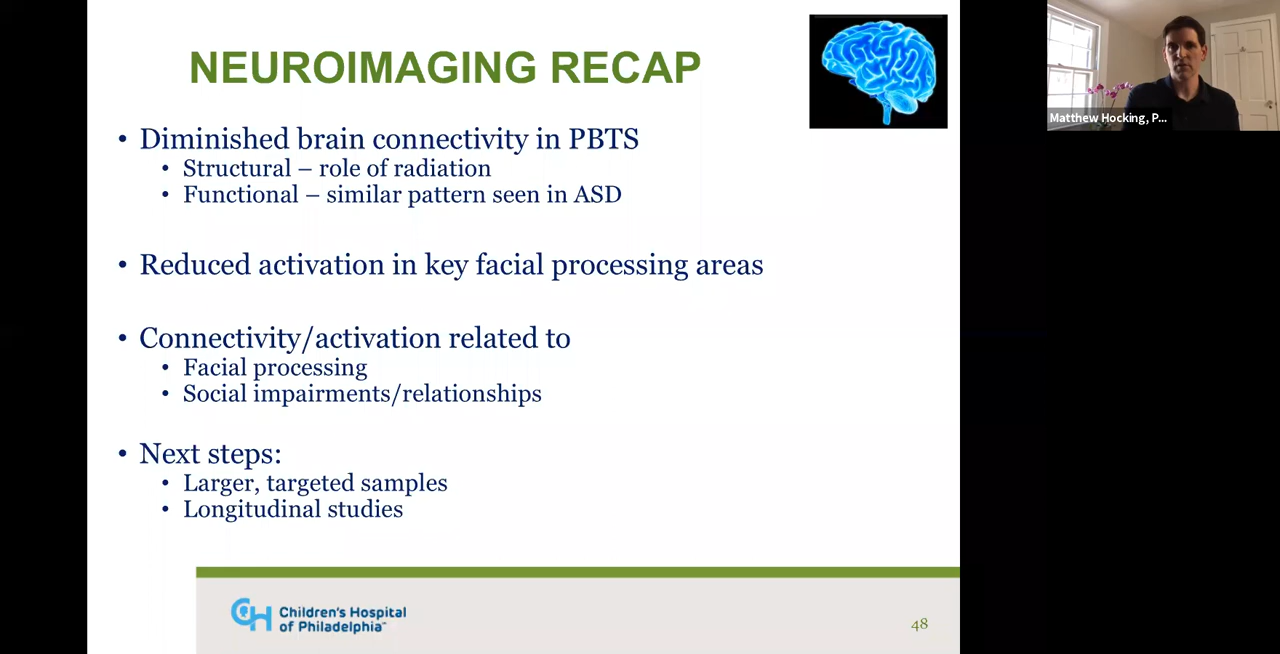 NEUROIMAGING RECAP
• Diminished brain connectivity in PBTS
• Structural – role of radiation
• Functional – similar pattern seen in ASD
• Reduced activation in key facial processing areas
• Connectivity/activation related to
• Facial processing
• Social impairments/relationships
• Next steps:
• Larger, targeted samples
• Longitudinal studies
CH Children's Hospital
of Philadelphia™
48
Matthew Hocking, P...